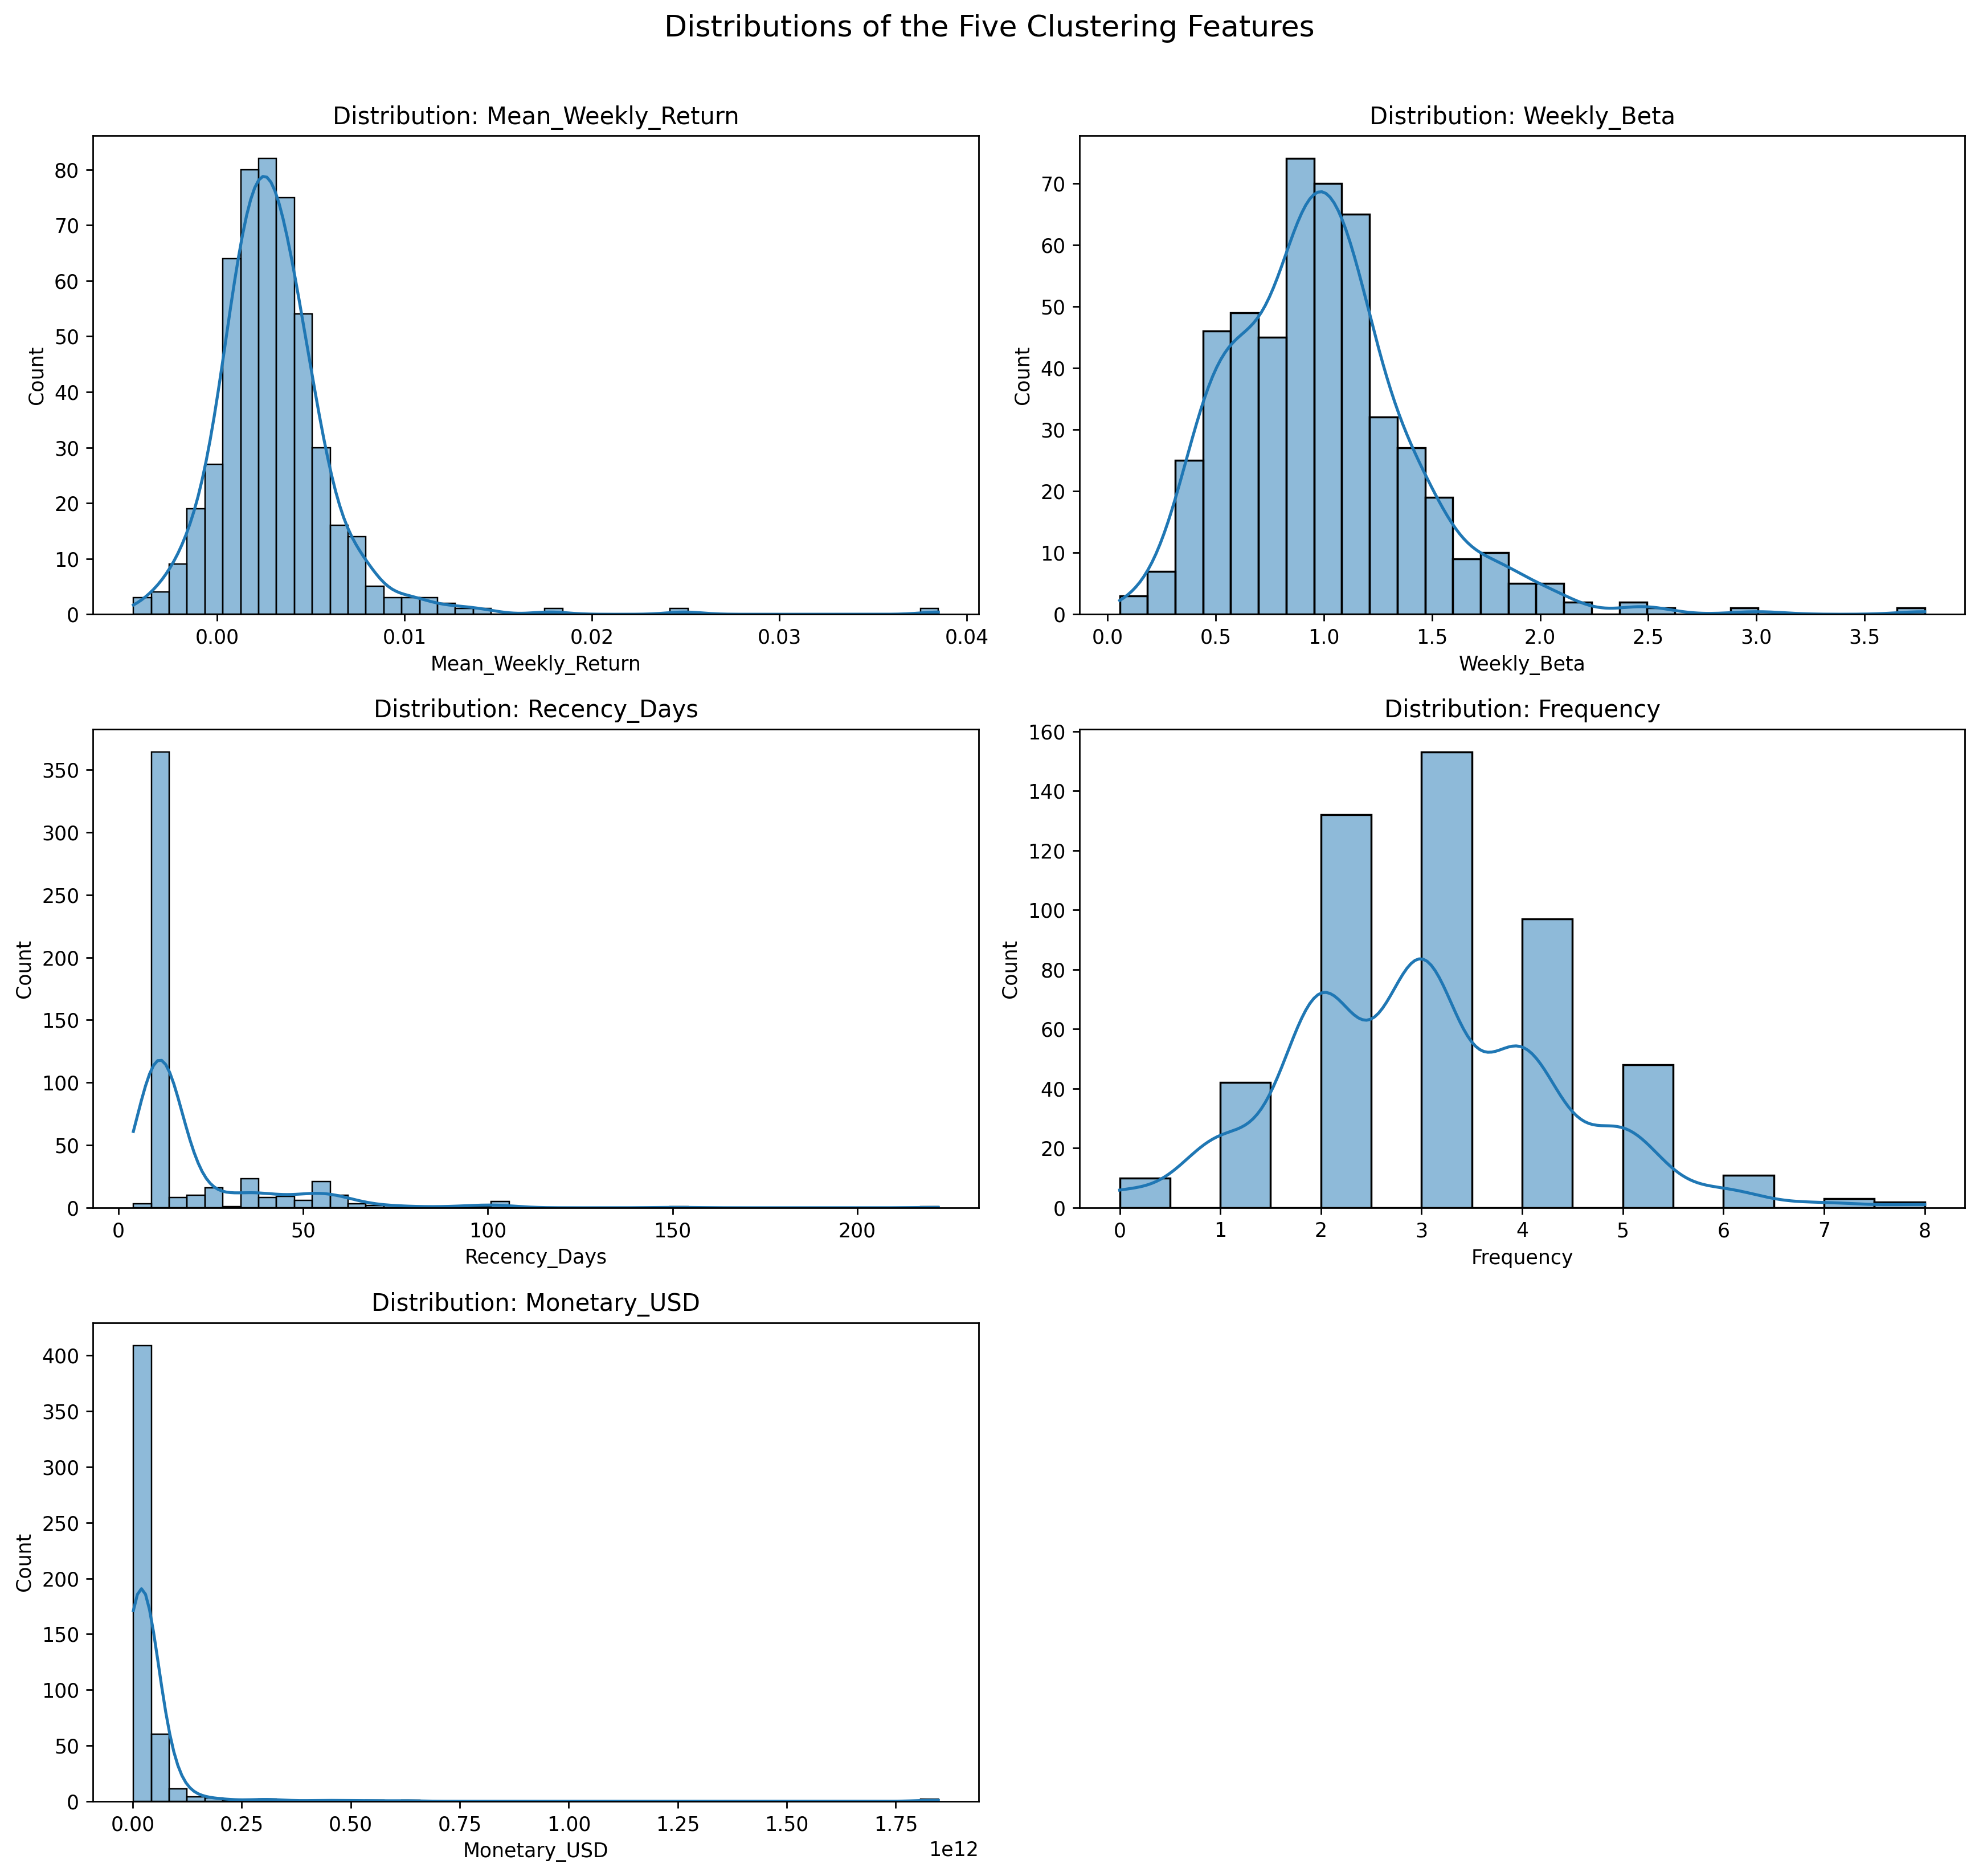 Distributions of the Five Clustering Features
Distribution: Mean_Weekly_Return
Count
80
70
60
50
40
30
20
10
0
0.00 0.01 0.02 0.03 0.04
Mean_Weekly_Return
Distribution: Weekly_Beta
Count
70
60
50
40
30
20
10
0
0.0 0.5 1.0 1.5 2.0 2.5 3.0 3.5
Weekly_Beta
Distribution: Recency_Days
Count
350
300
250
200
150
100
50
0
0 50 100 150 200
Recency_Days
Distribution: Frequency
Count
160
140
120
100
80
60
40
20
0
0 1 2 3 4 5 6 7 8
Frequency
Distribution: Monetary_USD
Count
400
350
300
250
200
150
100
50
0
0.00 0.25 0.50 0.75 1.00 1.25 1.50 1.75
1e12
Monetary_USD